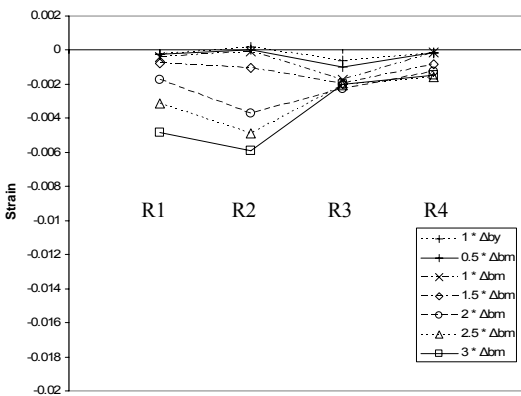 0.002
0
-0.002
-0.004
-0.006
-0.008
-0.01
-0.012
-0.014
-0.016
-0.018
-0.02
Strain
R1 R2 R3 R4
1 * Δby
0.5 * Δbm
1 * Δbm
1.5 * Δbm
2 * Δbm
2.5 * Δbm
3 * Δbm